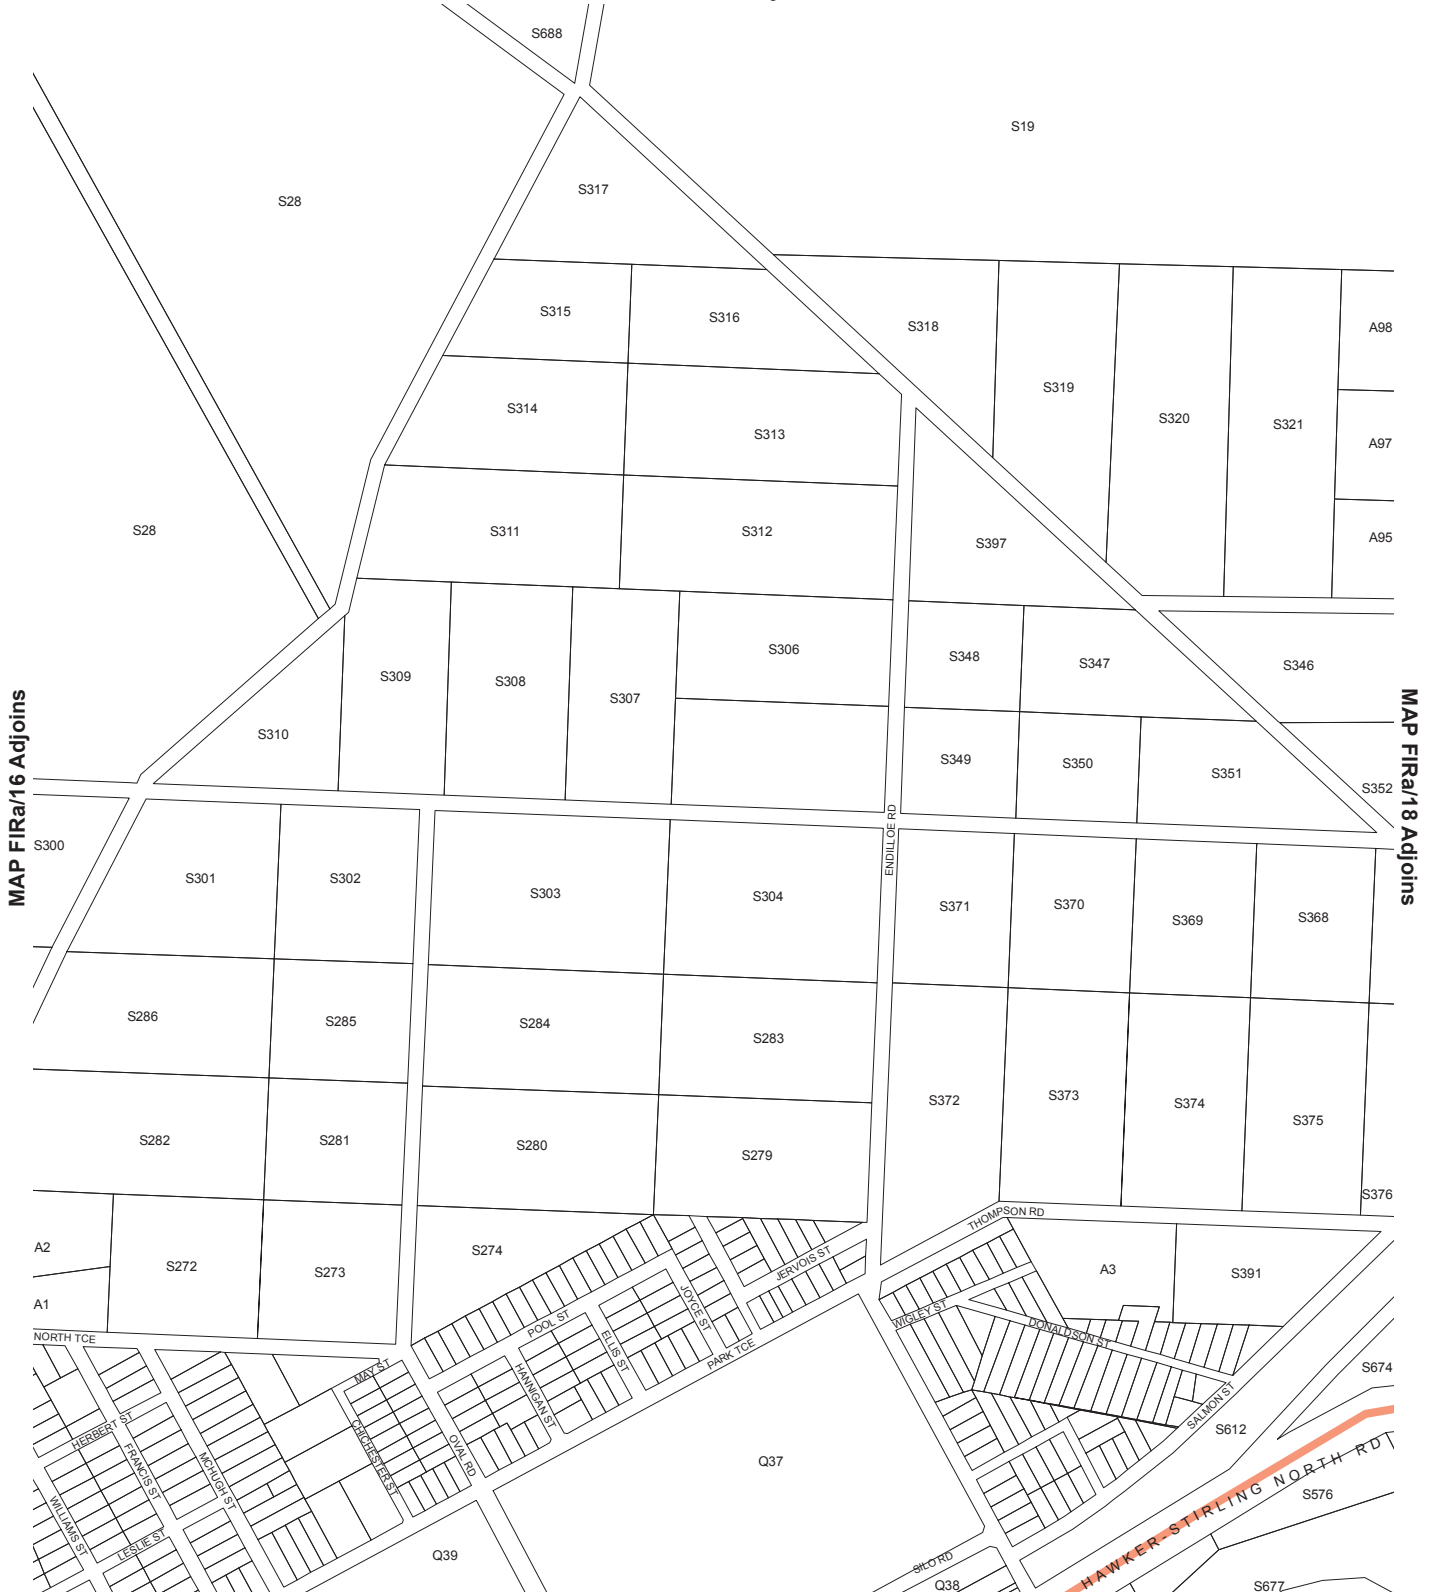 S688
S19
S28
S317
S315
S316
S318
A98
S319
S320
S321
S314
S313
A97
S28
S311
S312
S397
A95
S306
S348
S347
S346
S309
S308
S307
S310
S349
S350
S351
S352
MAP FIRa/16 Adjoins
MAP FIRa/18 Adjoins
ENDILLOE RD
S300
S301
S302
S303
S304
S371
S370
S369
S368
S286
S285
S284
S283
S372
S373
S374
S375
S282
S281
S280
S279
S376
THOMPSON RD
A2
S272
S273
S274
JERVOIS ST
A3
S391
A1
NORTH TCE
POOL ST
JOYCE ST
WIGLEY ST
DONALDSON ST
ELLIS ST
PARK TCE
MAY ST
HANNIGAN ST
S674
SALMON ST
HERBERT ST
CHICHESTER ST
OVAL RD
S612
FRANCIS ST
MCHUGH ST
Q37
HAWKER-STIRLING NORTH RD
S576
WILLIAMS ST
LESLIE ST
Q39
SILO RD
Q38
S677